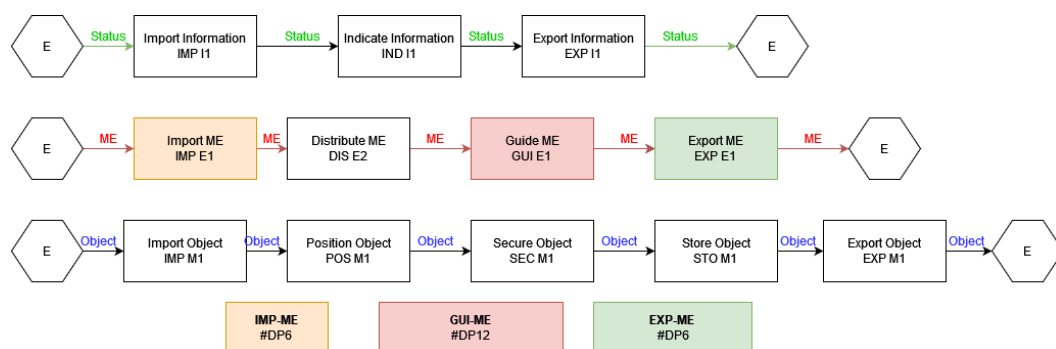 Status
Status
Status
Status
E
Import Information
IMP I1
Indicate Information
IND I1
Export Information
EXP I1
E
ME
ME
ME
ME
ME
E
Import ME
IMP E1
Distribute ME
DIS E2
Guide ME
GUI E1
Export ME
EXP E1
E
Object
Object
Object
Object
Object
Object
E
Import Object
IMP M1
Position Object
POS M1
Secure Object
SEC M1
Store Object
STO M1
Export Object
EXP M1
E
IMP-ME
#DP6
GUI-ME
#DP12
EXP-ME
#DP6